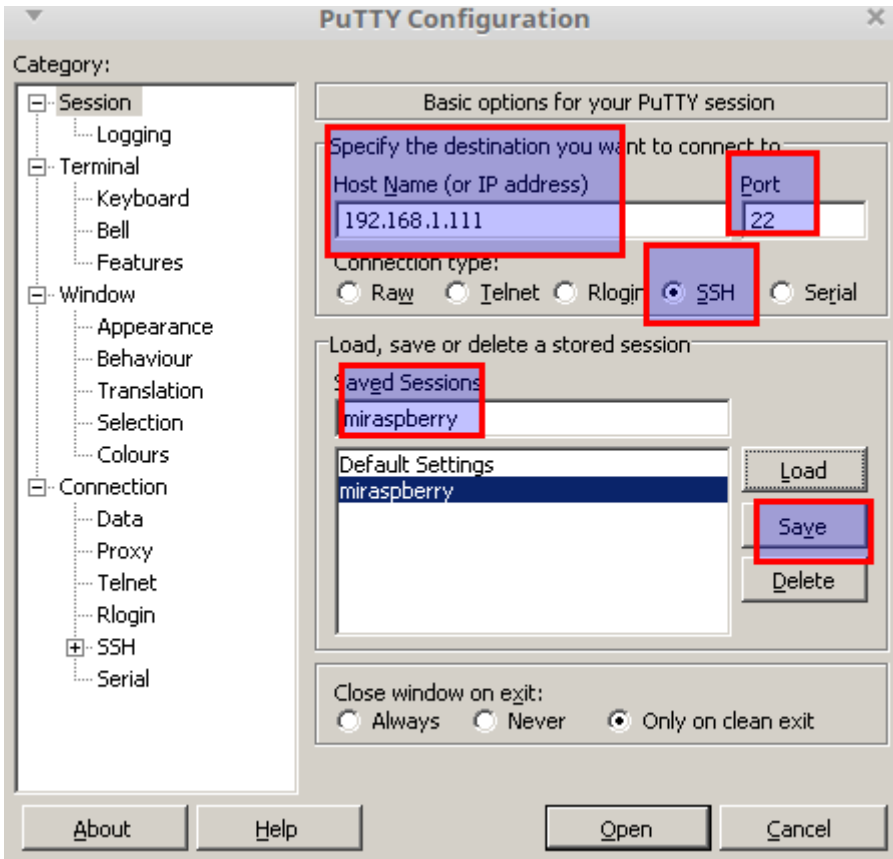 PuTTY Configuration
Category:
Session
Logging
Terminal
Keyboard
Bell
Features
Window
Appearance
Behaviour
Translation
Selection
Colours
Connection
Data
Proxy
Telnet
Rlogin
SSH
Serial
Basic options for your PuTTY session
Specify the destination you want to connect to
Host Name (or IP address) Port
192.168.1.111 22
Connection type:
Raw Telnet Rlogin SSH Serial
Load, save or delete a stored session
Saved Sessions
miraspberry
Default Settings
miraspberry
Load
Save
Delete
Close window on exit:
Always Never Only on clean exit
About Help Open Cancel